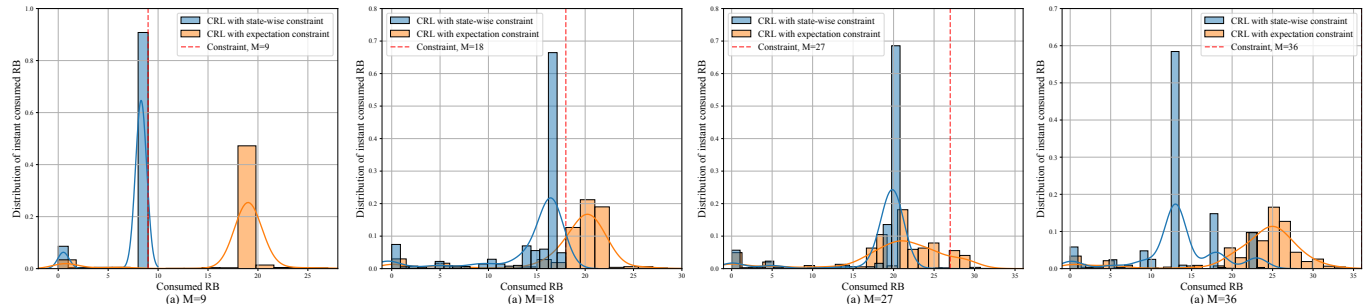 CRL with state-wise constraint
CRL with expectation constraint
Constraint, M=9
Distribution of instant consumed RB
0.0
0.2
0.4
0.6
0.8
1.0
0
5
10
15
20
25
Consumed RB
(a) M=9
CRL with state-wise constraint
CRL with expectation constraint
Constraint, M=18
Distribution of instant consumed RB
0.0
0.1
0.2
0.3
0.4
0.5
0.6
0.7
0.8
0
5
10
15
20
25
30
Consumed RB
(a) M=18
CRL with state-wise constraint
CRL with expectation constraint
Constraint, M=27
Distribution of instant consumed RB
0.0
0.1
0.2
0.3
0.4
0.5
0.6
0.7
0.8
0
5
10
15
20
25
30
35
Consumed RB
(a) M=27
CRL with state-wise constraint
CRL with expectation constraint
Constraint, M=36
Distribution of instant consumed RB
0.0
0.1
0.2
0.3
0.4
0.5
0.6
0.7
0
5
10
15
20
25
30
35
Consumed RB
(a) M=36